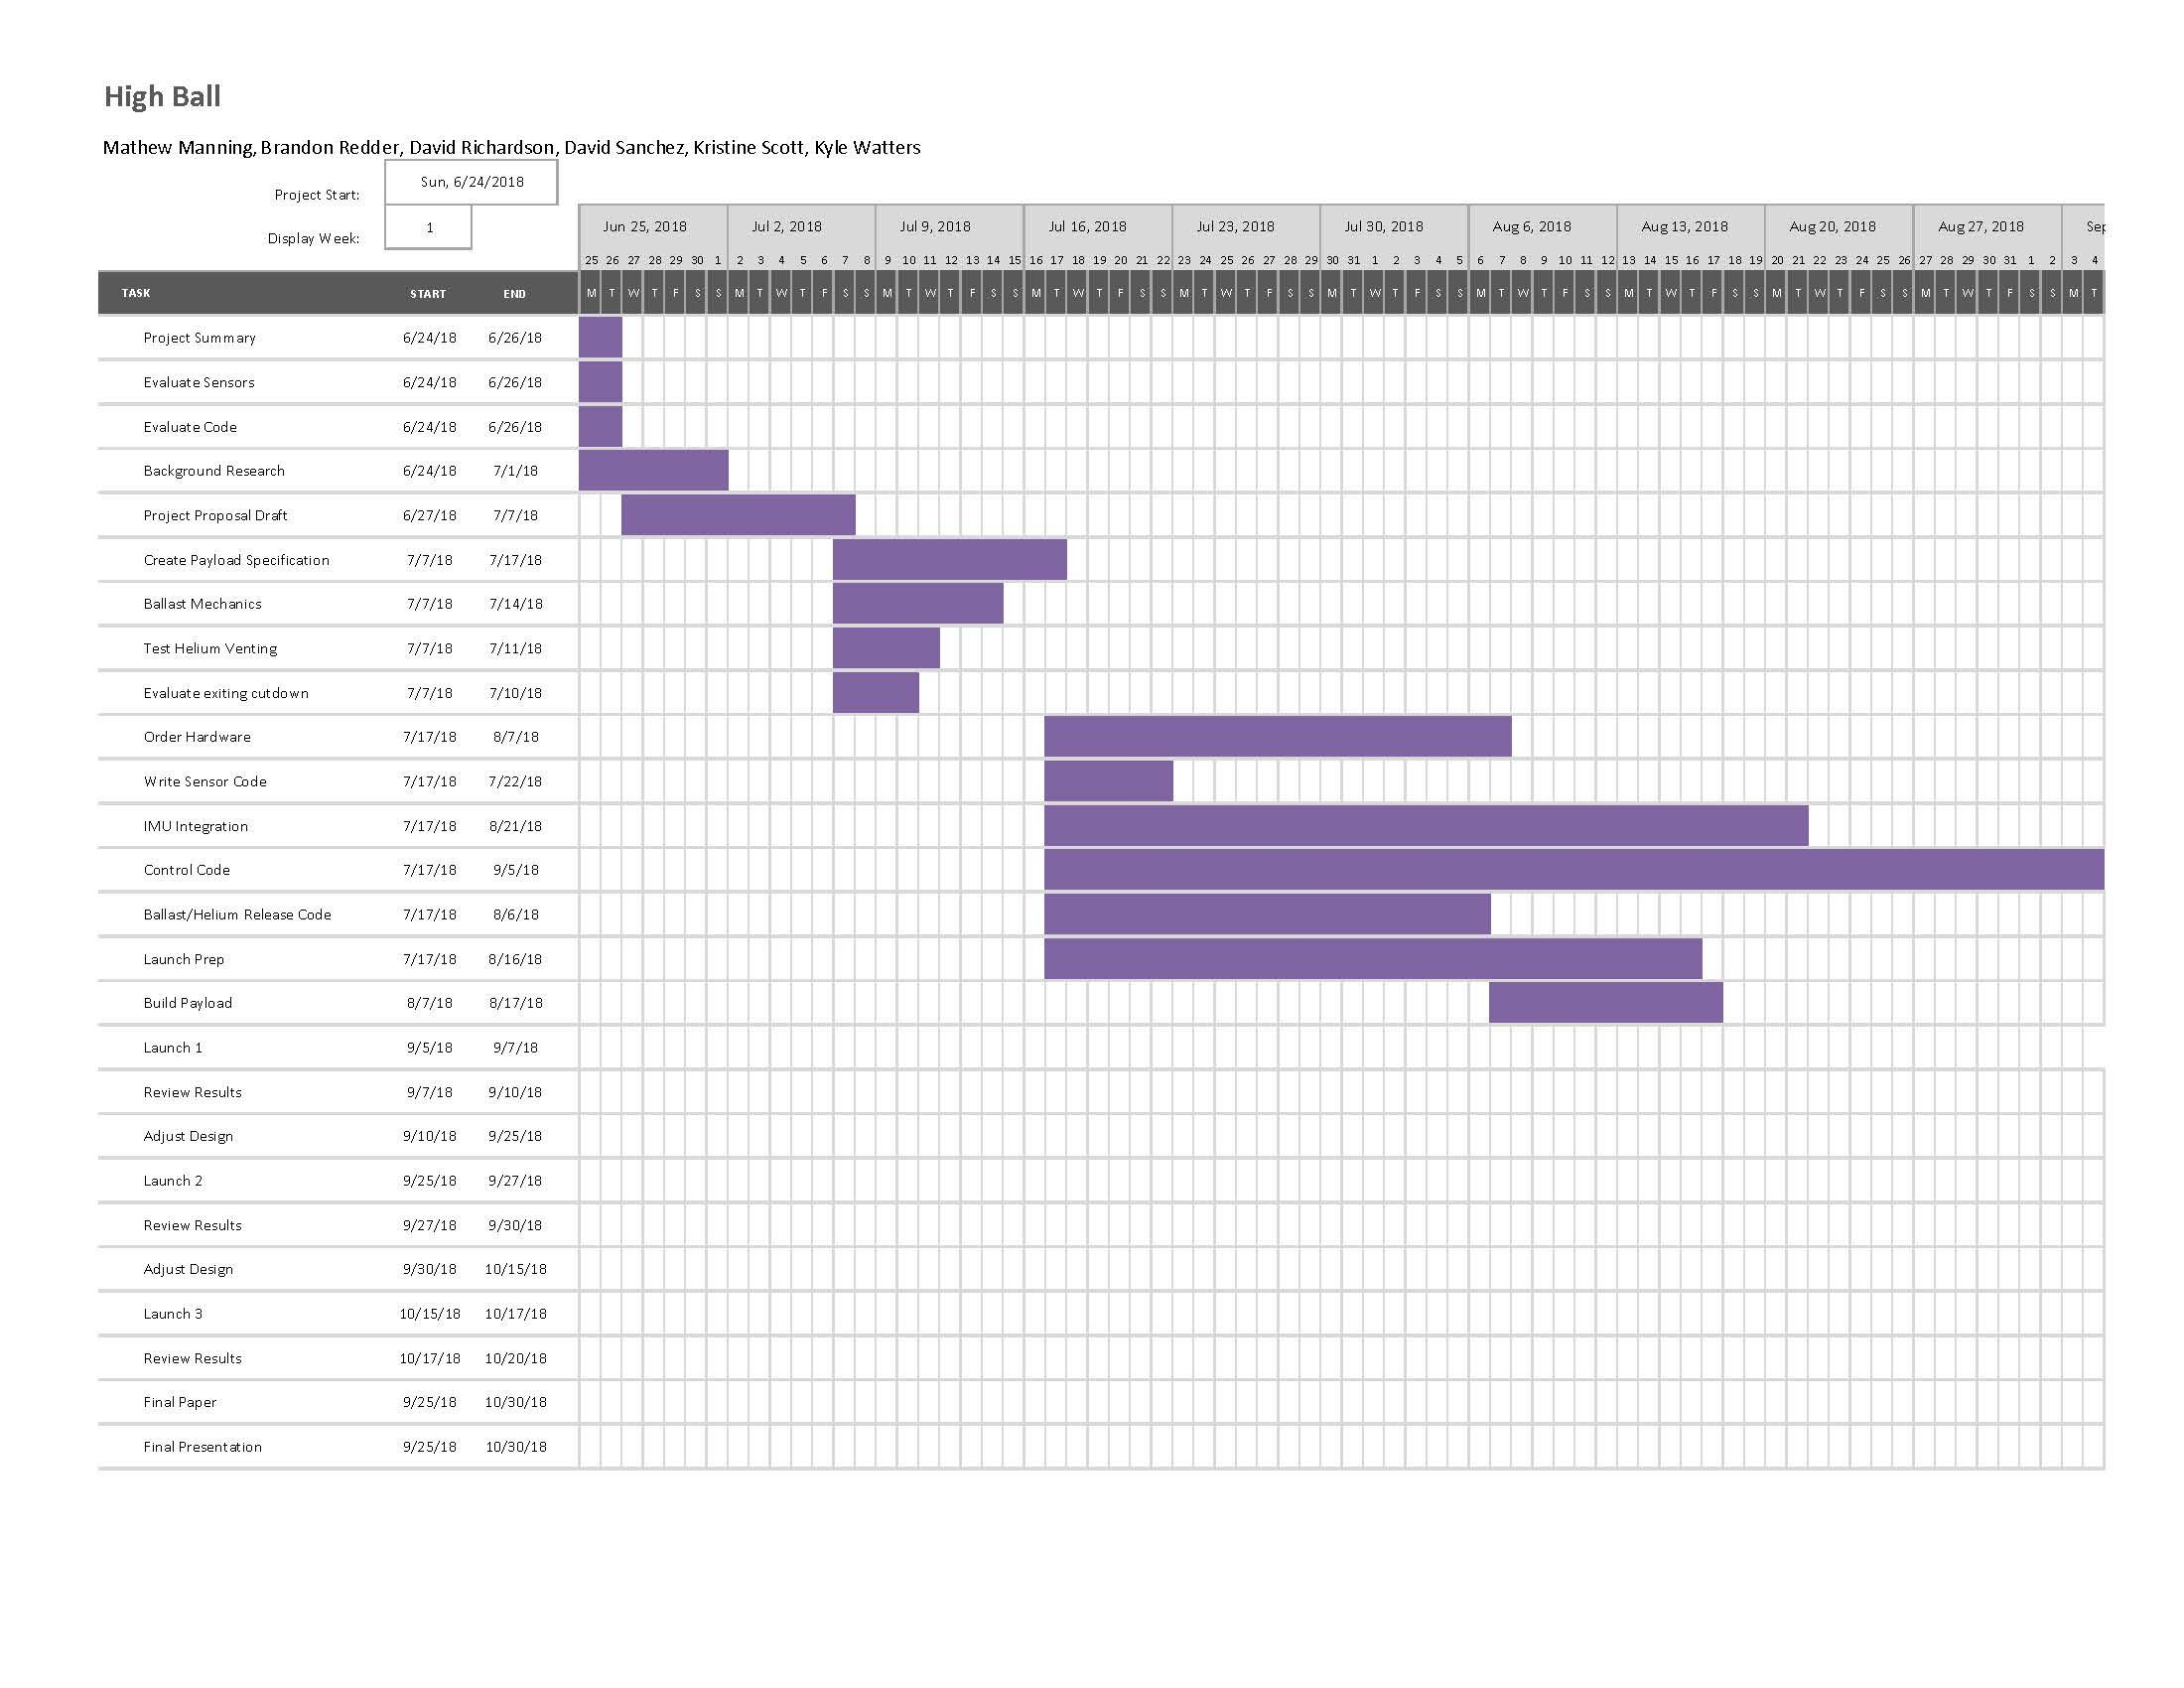 High Ball
Mathew Manning, Brandon Redder, David Richardson, David Sanchez, Kristine Scott, Kyle Watters
Project Start: Sun, 6/24/2018
Display Week: 1
Jun 25, 2018 Jul 2, 2018 Jul 9, 2018 Jul 16, 2018 Jul 23, 2018 Jul 30, 2018 Aug 6, 2018 Aug 13, 2018 Aug 20, 2018 Aug 27, 2018 Sep
25 26 27 28 29 30 1 2 3 4 5 6 7 8 9 10 11 12 13 14 15 16 17 18 19 20 21 22 23 24 25 26 27 28 29 30 31 1 2 3 4 5 6 7 8 9 10 11 12 13 14 15 16 17 18 19 20 21 22 23 24 25 26 27 28 29 30 31 1 2 3 4
TASK START END M T W T F S S M T W T F S S M T W T F S S M T W T F S S M T W T F S S M T W T F S S M T W T F S S M T W T F S S M T W T F S S M T W T F S S M T
Project Summary 6/24/18 6/26/18
Evaluate Sensors 6/24/18 6/26/18
Evaluate Code 6/24/18 6/26/18
Background Research 6/24/18 7/1/18
Project Proposal Draft 6/27/18 7/7/18
Create Payload Specification 7/7/18 7/17/18
Ballast Mechanics 7/7/18 7/14/18
Test Helium Venting 7/7/18 7/11/18
Evaluate exiting cutdown 7/7/18 7/10/18
Order Hardware 7/17/18 8/7/18
Write Sensor Code 7/17/18 7/22/18
IMU Integration 7/17/18 8/21/18
Control Code 7/17/18 9/5/18
Ballast/Helium Release Code 7/17/18 8/6/18
Launch Prep 7/17/18 8/16/18
Build Payload 8/7/18 8/17/18
Launch 1 9/5/18 9/7/18
Review Results 9/7/18 9/10/18
Adjust Design 9/10/18 9/25/18
Launch 2 9/25/18 9/27/18
Review Results 9/27/18 9/30/18
Adjust Design 9/30/18 10/15/18
Launch 3 10/15/18 10/17/18
Review Results 10/17/18 10/20/18
Final Paper 9/25/18 10/30/18
Final Presentation 9/25/18 10/30/18